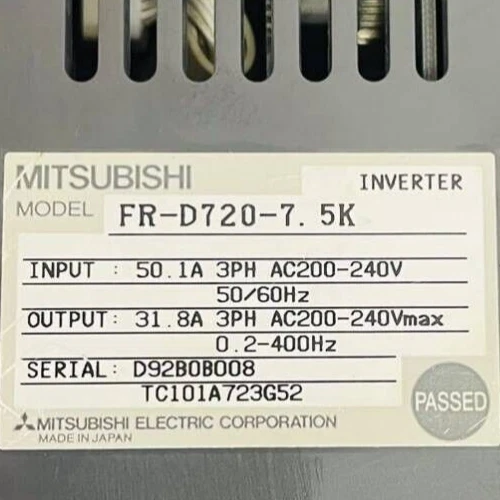 MITSUBISHI INVERTER
MODEL FR-D720-7.5K
INPUT : 50.1A 3PH AC200-240V
50/60Hz
OUTPUT: 31.8A 3PH AC200-240Vmax
0.2-400Hz
SERIAL: D92B0B008
TC101A723G52
PASSED
MITSUBISHI ELECTRIC CORPORATION
MADE IN JAPAN